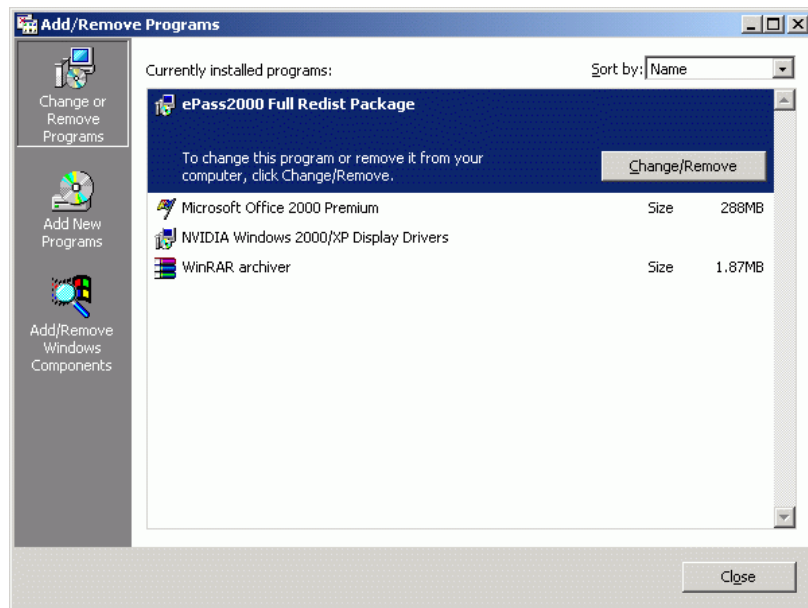 Add/Remove Programs
Change or
Remove
Programs
Add New
Programs
Add/Remove
Windows
Components
Currently installed programs:
Sort by: Name
ePass2000 Full Redist Package
To change this program or remove it from your
computer, click Change/Remove.
Change/Remove
Microsoft Office 2000 Premium Size 288MB
NVIDIA Windows 2000/XP Display Drivers
WinRAR archiver Size 1.87MB
Close